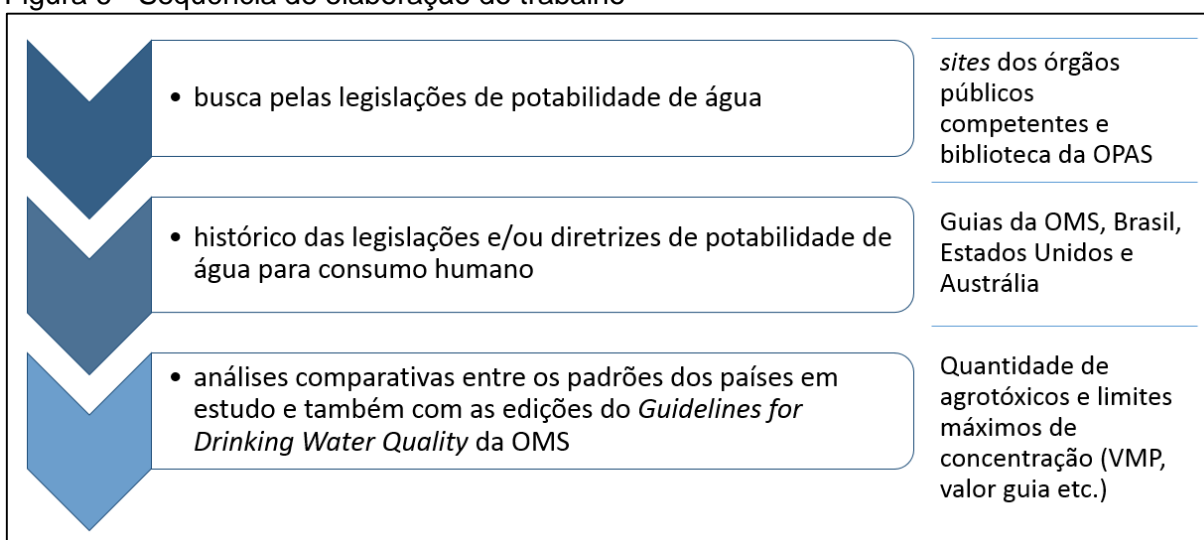 Figura 6 - Sequência de elaboração do trabalho
• busca pelas legislações de potabilidade de água
sites dos órgãos
públicos
competentes e
biblioteca da OPAS
• histórico das legislações e/ou diretrizes de potabilidade de
água para consumo humano
Guias da OMS, Brasil,
Estados Unidos e
Austrália
• análises comparativas entre os padrões dos países em
estudo e também com as edições do Guidelines for
Drinking Water Quality da OMS
Quantidade de
agrotóxicos e limites
máximos de
concentração (VMP,
valor guia etc.)